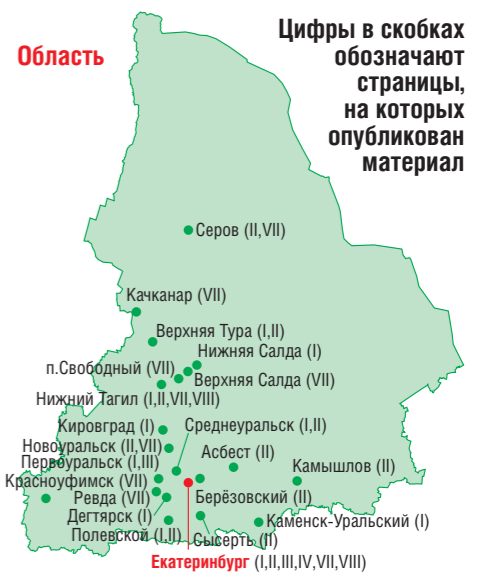 Область
Цифры в скобках
обозначают
страницы,
на которых
опубликован
материал
Серов (II,VII)
Качканар (VII)
Верхняя Тура (I,II)
Нижняя Салда (I)
п.Свободный (VII)
Верхняя Салда (VII)
Нижний Тагил (I,II,VII,VIII)
Кировград (I)
Среднеуральск (I,II)
Новоуральск (II,VII)
Первоуральск (I,III)
Асбест (II)
Камышлов (II)
Красноуфимск (VII)
Ревда (VII)
Берёзовский (II)
Дегтярск (I)
Каменск-Уральский (I)
Полевской (I,II)
Сысерть (II)
Екатеринбург (I,II,III,IV,VII,VIII)